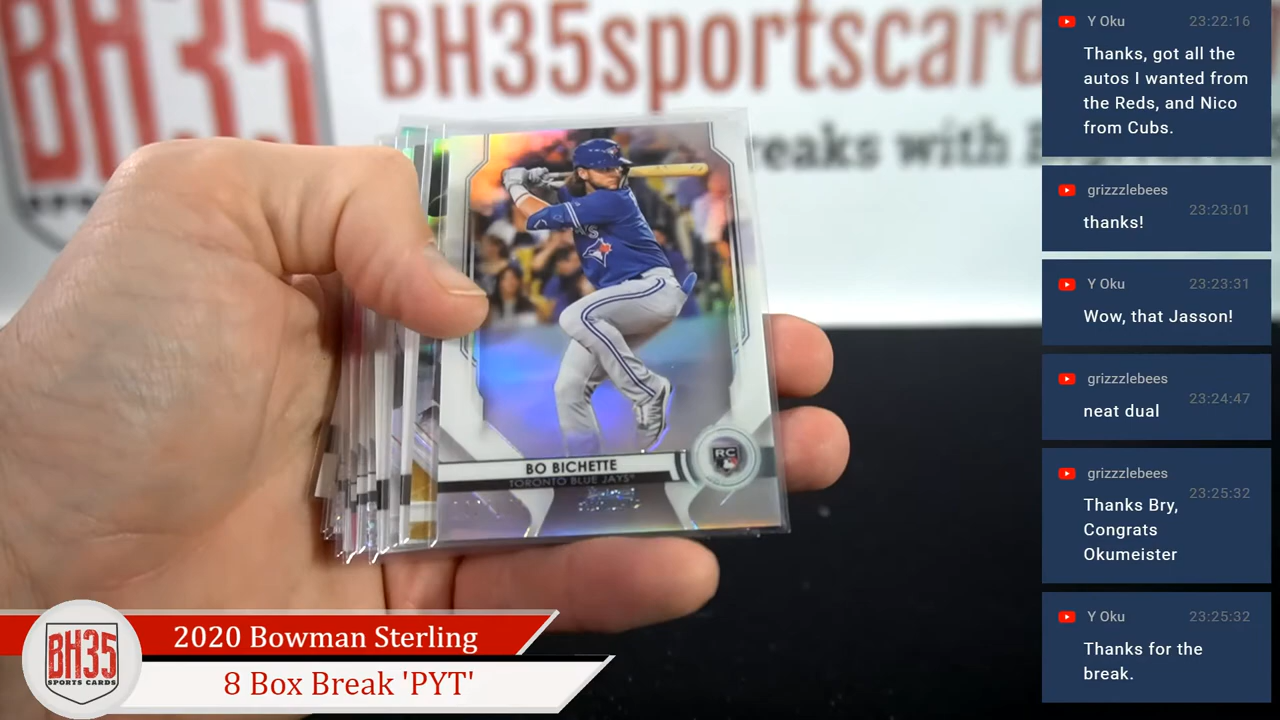 BH35
SPO
BH35sportscard
reaks with
BO BICHETTE
TORONTO BLUE JAYS
RC
BH35
SPORTS CARDS
2020 Bowman Sterling
8 Box Break 'PYT'
Y Oku
23:22:16
Thanks, got all the
autos I wanted from
the Reds, and Nico
from Cubs.
grizzzlebees
23:23:01
thanks!
Y Oku
23:23:31
Wow, that Jasson!
grizzzlebees
23:24:47
neat dual
grizzzlebees
23:25:32
Thanks Bry,
Congrats
Okumeister
Y Oku
23:25:32
Thanks for the
break.